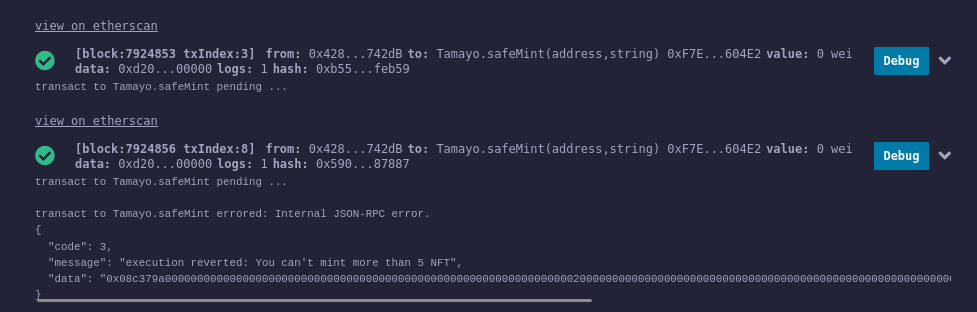 view on etherscan
[block:7924853 txIndex:3] from: 0x428...742dB to: Tamayo.safeMint(address,string) 0xF7E...604E2 value: 0 wei
data: 0xd20...00000 logs: 1 hash: 0xb55...feb59
Debug
transact to Tamayo.safeMint pending ...
view on etherscan
[block:7924856 txIndex:8] from: 0x428...742dB to: Tamayo.safeMint(address,string) 0xF7E...604E2 value: 0 wei
data: 0xd20...00000 logs: 1 hash: 0x590...87887
Debug
transact to Tamayo.safeMint pending ...
transact to Tamayo.safeMint errored: Internal JSON-RPC error.
{
"code": 3,
"message": "execution reverted: You can't mint more than 5 NFT",
"data":
}